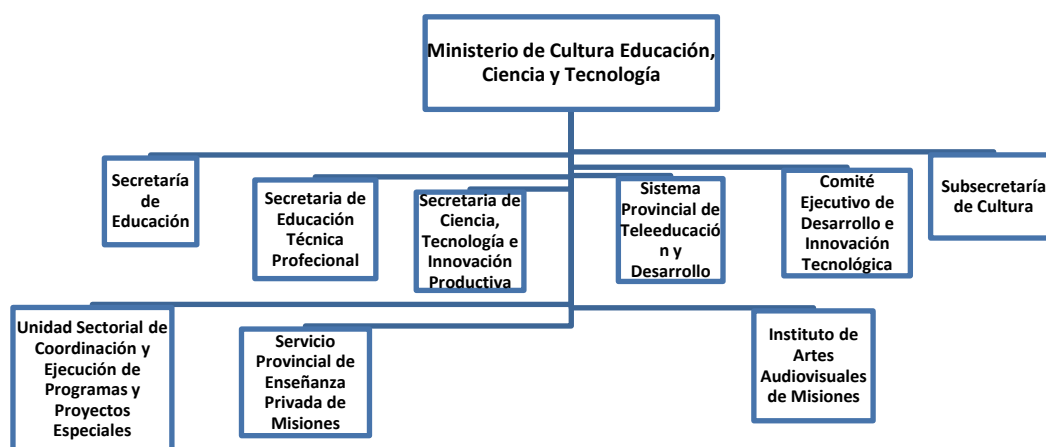 Ministerio de Cultura Educación,
Ciencia y Tecnología
Secretaría
de
Educación
Secretaria de
Educación
Técnica
Profecional
Secretaria de
Ciencia,
Tecnología e
Innovación
Productiva
Sistema
Provincial de
Teleeducació
n y
Desarrollo
Comité
Ejecutivo de
Desarrollo e
Innovación
Tecnológica
Subsecretaría
de Cultura
Unidad Sectorial de
Coordinación y
Ejecución de
Programas y
Proyectos
Especiales
Servicio
Provincial de
Enseñanza
Privada de
Misiones
Instituto de
Artes
Audiovisuales
de Misiones